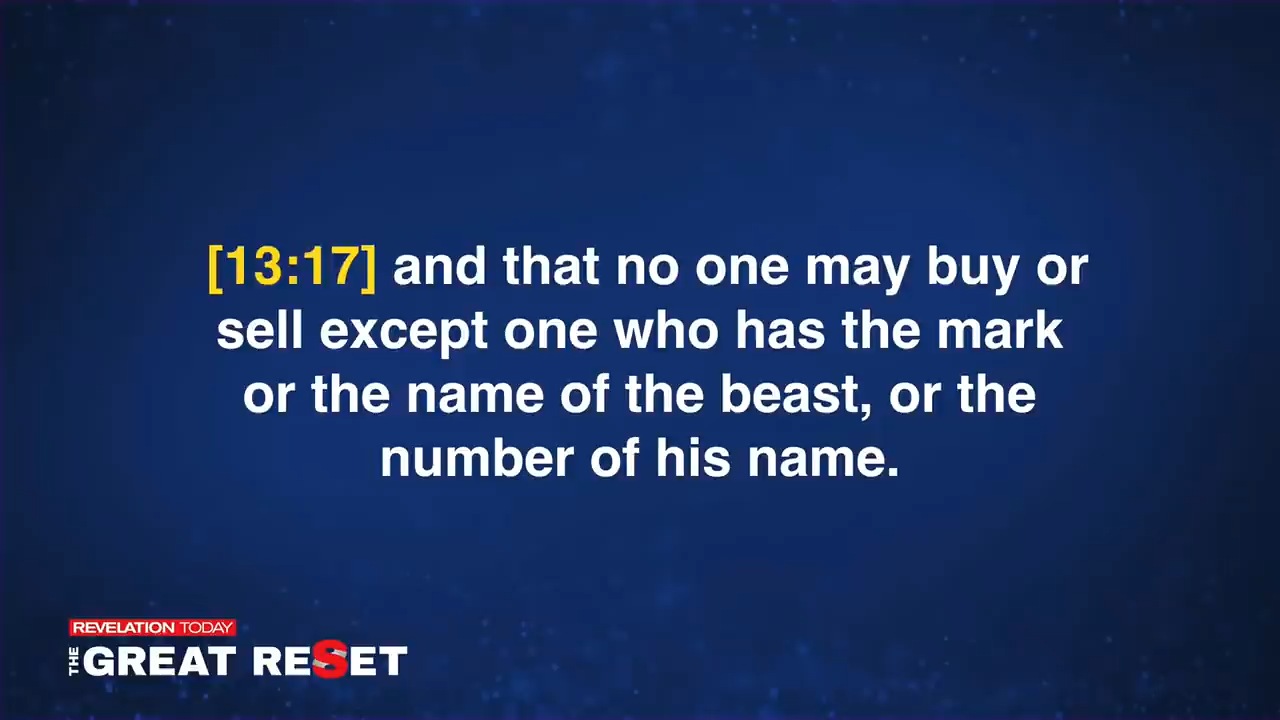 [13:17] and that no one may buy or
sell except one who has the mark
or the name of the beast, or the
number of his name.
REVELATION TODAY
THE GREAT RESET